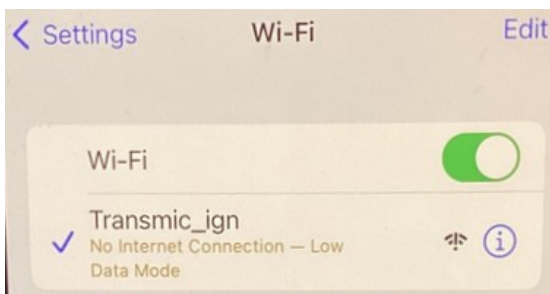 Settings
Wi-Fi
Edit
Wi-Fi
Transmic_ign
No Internet Connection — Low
Data Mode